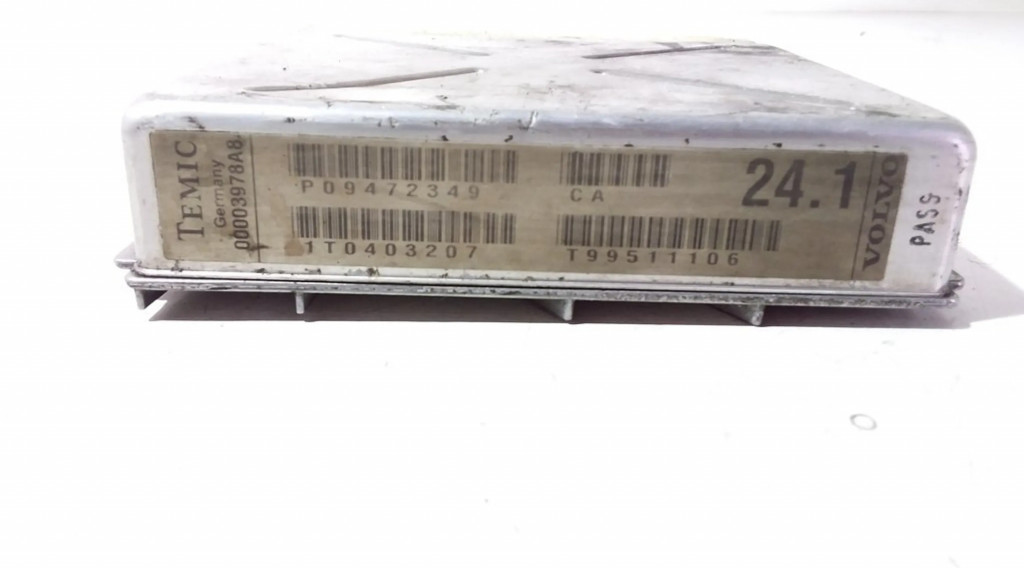 TEMIC
Germany
00003978A8
P09472349
CA
24.1
1T0403207
T99511106
VOLVO
PASS